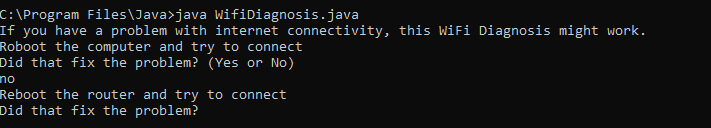 C:\Program Files\Java>java WifiDiagnosis.java
If you have a problem with internet connectivity, this WiFi Diagnosis might work.
Roboot the computer and try to connect
Did that fix the problem? (Yes or No)
no
Reboot the router and try to connect
Did that fix the problem?